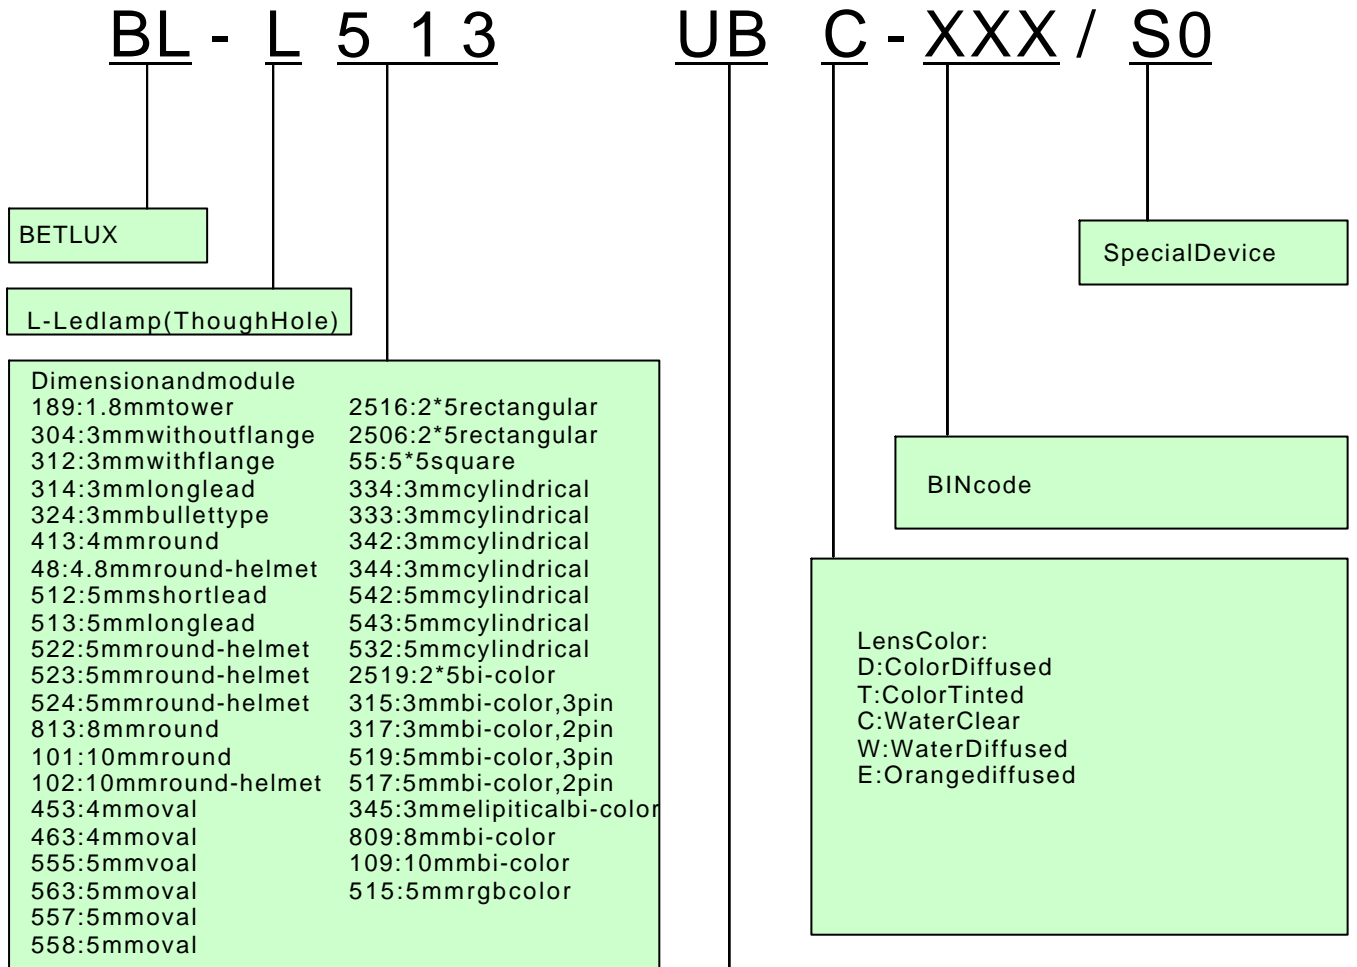 BL - L 5 1 3 UB C - XXX / S0
BETLUX
SpecialDevice
L-Ledlamp(ThoughHole)
Dimensionandmodule
189:1.8mmtower
304:3mmwithoutflange
312:3mmwithflange
314:3mmlonglead
324:3mmbullettype
413:4mmround
48:4.8mmround-helmet
512:5mmshortlead
513:5mmlonglead
522:5mmround-helmet
523:5mmround-helmet
524:5mmround-helmet
813:8mmround
101:10mmround
102:10mmround-helmet
453:4mmoval
463:4mmoval
555:5mmvoal
563:5mmoval
557:5mmoval
558:5mmoval
2516:2*5rectangular
2506:2*5rectangular
55:5*5square
334:3mmcylindrical
333:3mmcylindrical
342:3mmcylindrical
344:3mmcylindrical
542:5mmcylindrical
543:5mmcylindrical
532:5mmcylindrical
2519:2*5bi-color
315:3mmbi-color,3pin
317:3mmbi-color,2pin
519:5mmbi-color,3pin
517:5mmbi-color,2pin
345:3mmelipiticalbi-color
809:8mmbi-color
109:10mmbi-color
515:5mmrgbcolor
BINcode
LensColor:
D:ColorDiffused
T:ColorTinted
C:WaterClear
W:WaterDiffused
E:Orangediffused